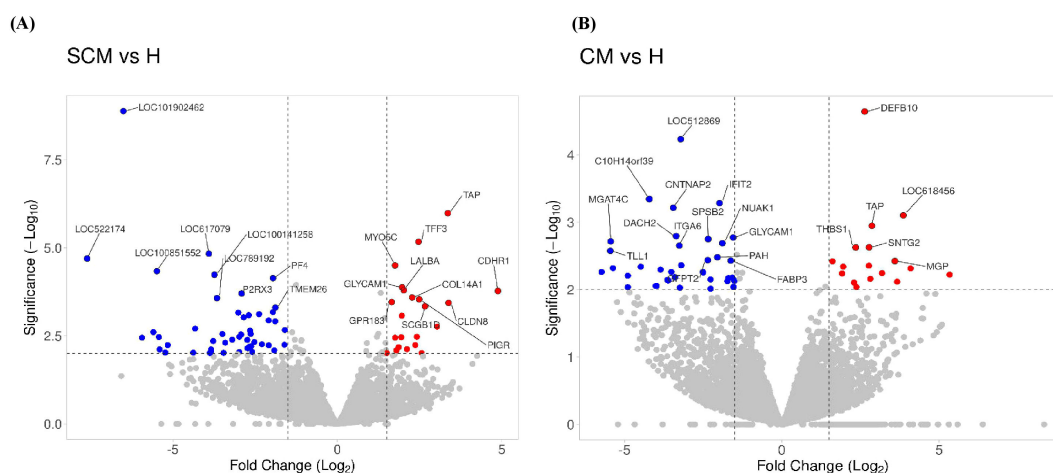 (A)
SCM vs H
LOC101902462
TAP
TFF3
LOC522174
LOC617079
LOC100141258
MYO5C
LALBA
CDHR1
LOC100851552
LOC789192
PF4
GLYCAM1
COL14A1
P2RX3
TMEM26
GPR183
SCGB1D
CLDN8
PIGR
7.5
5.0
2.5
0.0
-5
0
5
Significance (−Log10)
Fold Change (Log2)
(B)
CM vs H
DEFB10
LOC512869
C10H14orf39
CNTNAP2
IFIT2
LOC618456
MGAT4C
SPSB2
NUAK1
TAP
DACH2
ITGA6
GLYCAM1
THBS1
SNTG2
TLL1
PAH
MGP
FABP3
4
3
2
1
0
-5
0
5
Significance (−Log10)
Fold Change (Log2)